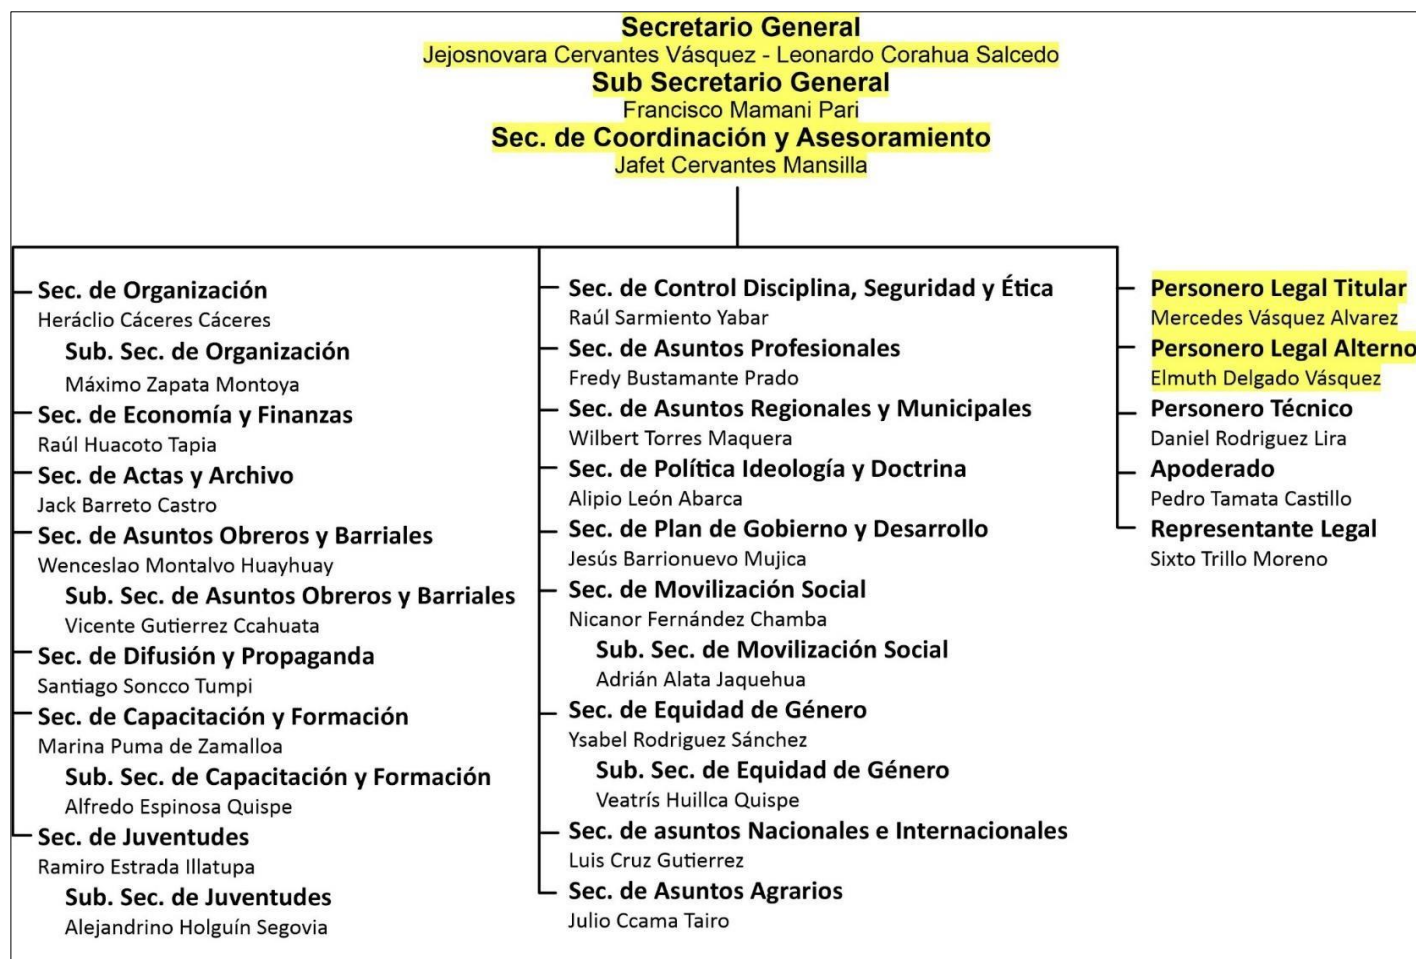 Secretario General
Jejosnovara Cervantes Vásquez - Leonardo Corahua Salcedo
Sub Secretario General
Francisco Mamani Pari
Sec. de Coordinación y Asesoramiento
Jafet Cervantes Mansilla
Sec. de Organización
Heráclio Cáceres Cáceres
Sub. Sec. de Organización
Máximo Zapata Montoya
Sec. de Economía y Finanzas
Raúl Huacoto Tapia
Sec. de Actas y Archivo
Jack Barreto Castro
Sec. de Asuntos Obreros y Barriales
Wenceslao Montalvo Huayhuay
Sub. Sec. de Asuntos Obreros y Barriales
Vicente Gutierrez Ccahuata
Sec. de Difusión y Propaganda
Santiago Soncco Tumpi
Sec. de Capacitación y Formación
Marina Puma de Zamalloa
Sub. Sec. de Capacitación y Formación
Alfredo Espinosa Quispe
Sec. de Juventudes
Ramiro Estrada Illatupa
Sub. Sec. de Juventudes
Alejandrino Holguín Segovia
Sec. de Control Disciplina, Seguridad y Ética
Raúl Sarmiento Yabar
Sec. de Asuntos Profesionales
Fredy Bustamante Prado
Sec. de Asuntos Regionales y Municipales
Wilbert Torres Maquera
Sec. de Política Ideología y Doctrina
Alipio León Abarca
Sec. de Plan de Gobierno y Desarrollo
Jesús Barrionuevo Mujica
Sec. de Movilización Social
Nicanor Fernández Chamba
Sub. Sec. de Movilización Social
Adrián Alata Jaquehua
Sec. de Equidad de Género
Ysabel Rodriguez Sánchez
Sub. Sec. de Equidad de Género
Veatrís Huillca Quispe
Sec. de asuntos Nacionales e Internacionales
Luis Cruz Gutierrez
Sec. de Asuntos Agrarios
Julio Ccama Tairo
Personero Legal Titular
Mercedes Vásquez Alvarez
Personero Legal Alterno
Elmuth Delgado Vásquez
Personero Técnico
Daniel Rodriguez Lira
Apoderado
Pedro Tamata Castillo
Representante Legal
Sixto Trillo Moreno